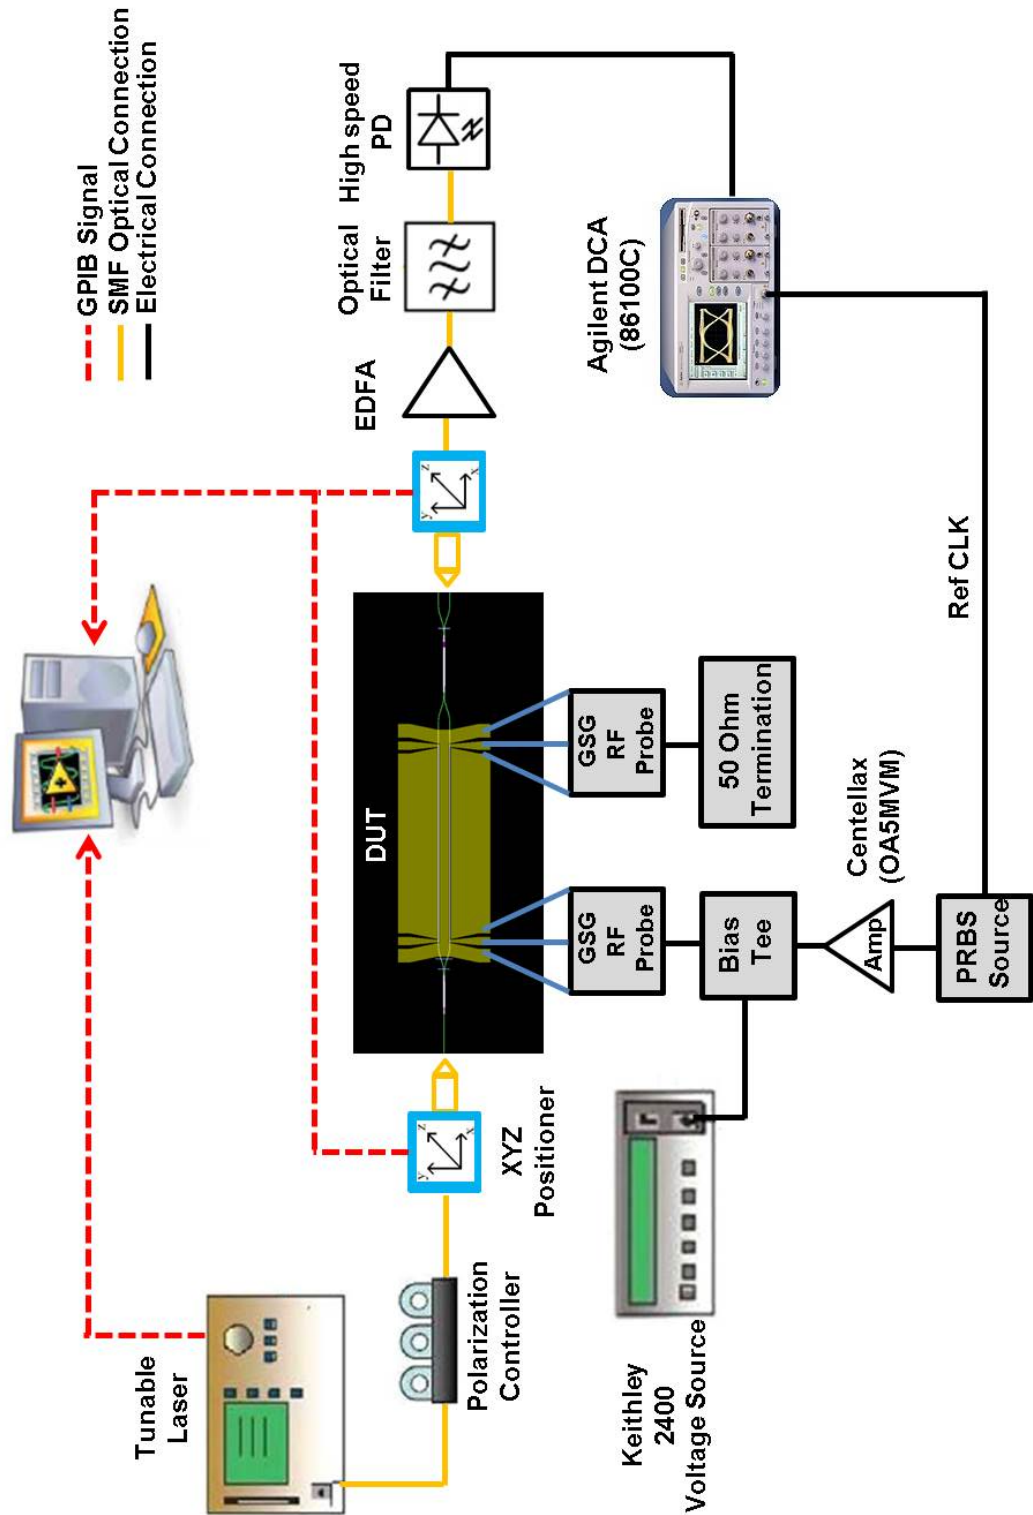 GPIB Signal
SMF Optical Connection
Electrical Connection
Tunable
Laser
Polarization
Controller
XYZ
Positioner
y
z
x
DUT
y
z
x
EDFA
Optical
Filter
High speed
PD
GSG
RF
Probe
GSG
RF
Probe
Keithley
2400
Voltage Source
Bias
Tee
50 Ohm
Termination
Agilent DCA
(86100C)
Amp
Centellax
(OA5MVM)
PRBS
Source
Ref CLK